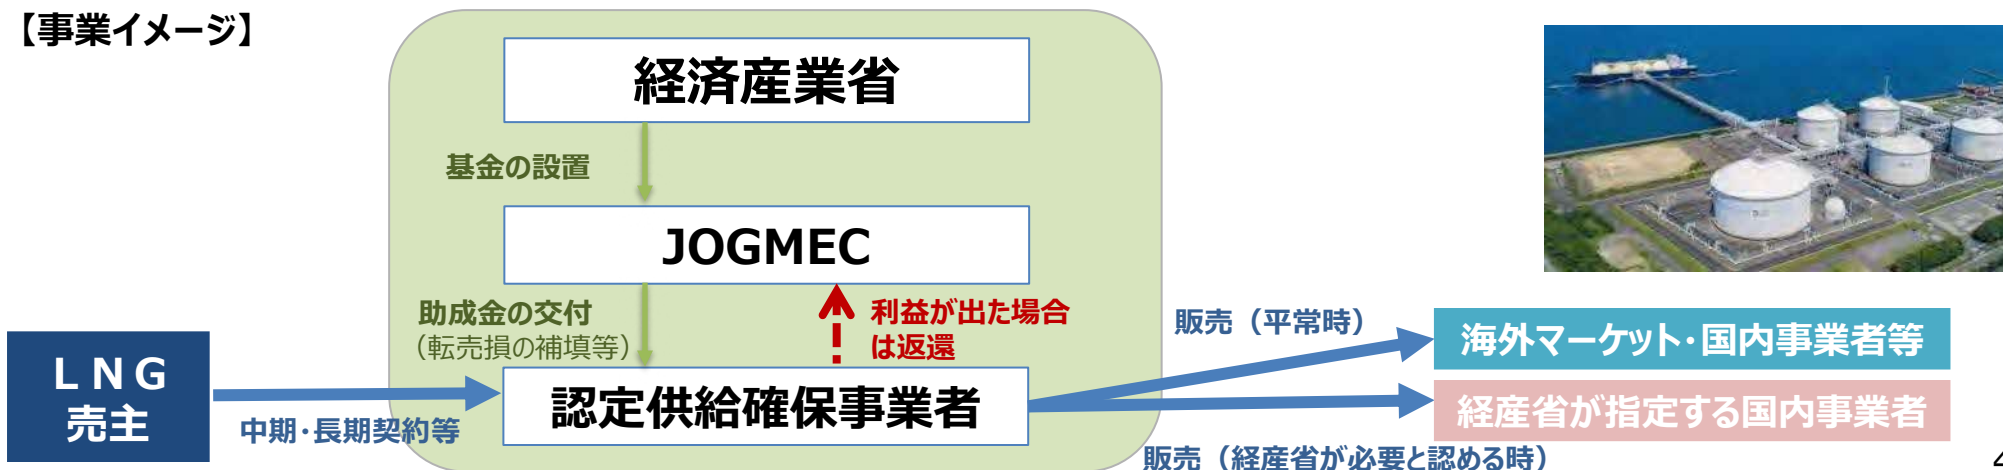 【事業イメージ】
経済産業省
基金の設置
JOGMEC
助成金の交付
（転売損の補填等）
利益が出た場合
は返還
販売（平常時）
海外マーケット・国内事業者等
ＬＮＧ
売主
中期・長期契約等
認定供給確保事業者
経産省が指定する国内事業者
販売（経産省が必要と認める時）